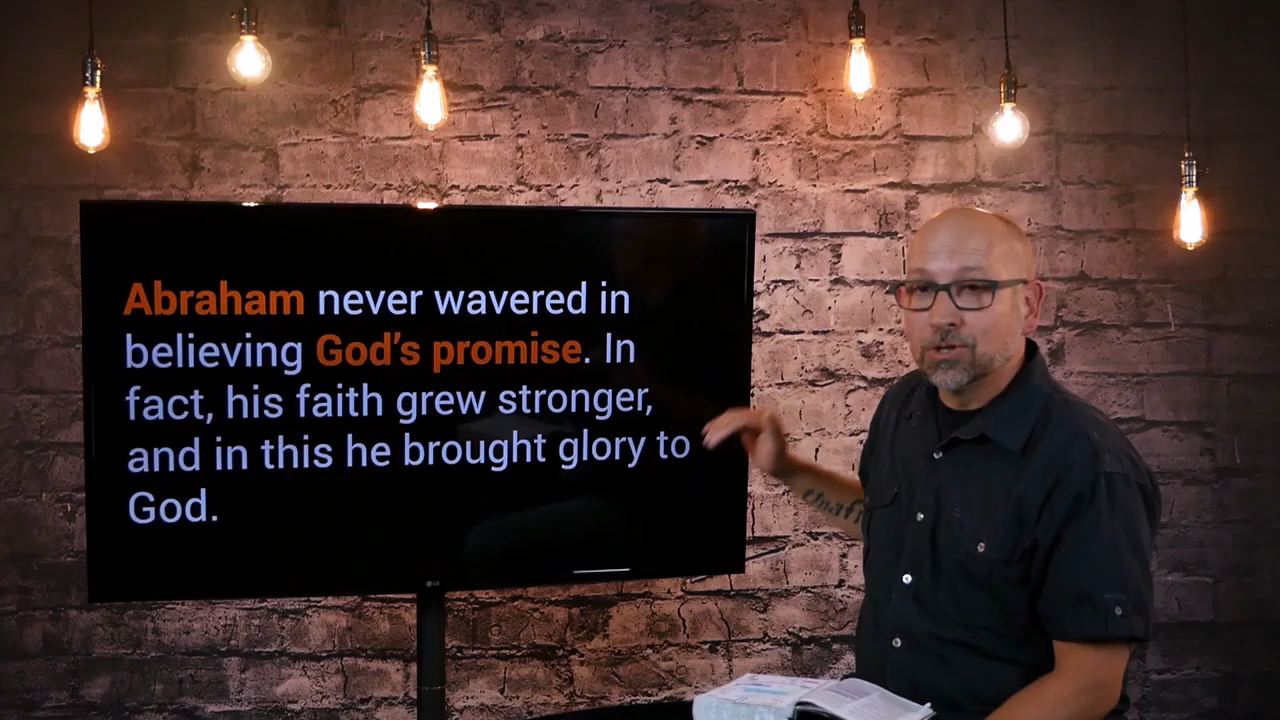 Abraham never wavered in
believing God's promise. In
fact, his faith grew stronger,
and in this he brought glory to
God.
LG